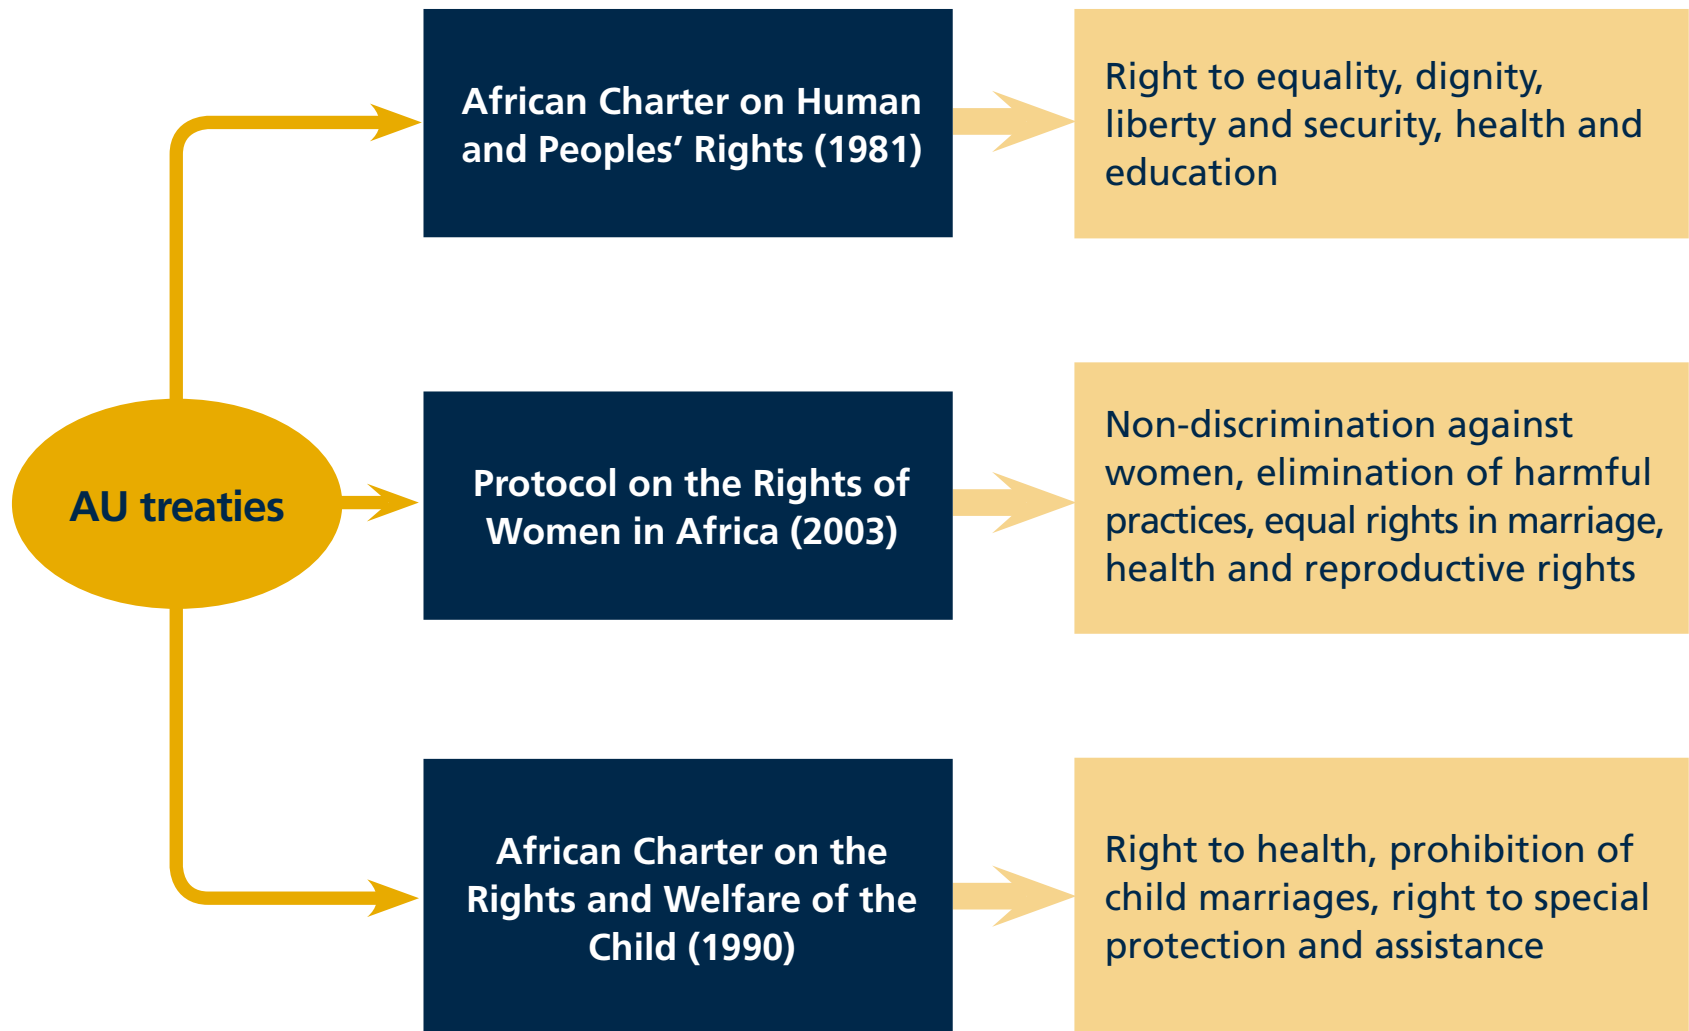 African Charter on Human
and Peoples’ Rights (1981)
Right to equality, dignity,
liberty and security, health and
education
AU treaties
Protocol on the Rights of
Women in Africa (2003)
Non-discrimination against
women, elimination of harmful
practices, equal rights in marriage,
health and reproductive rights
African Charter on the
Rights and Welfare of the
Child (1990)
Right to health, prohibition of
child marriages, right to special
protection and assistance